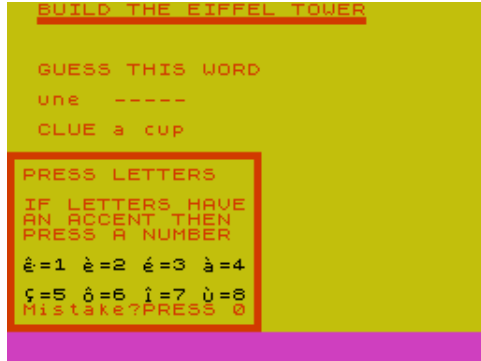 BUILD THE EIFFEL TOWER
GUESS THIS WORD
une -----
CLUE a cup
PRESS LETTERS
IF LETTERS HAVE
AN ACCENT THEN
PRESS A NUMBER
ê=1 è=2 é=3 à=4
ç=5 ô=6 î=7 ù=8
Mistake?PRESS 0